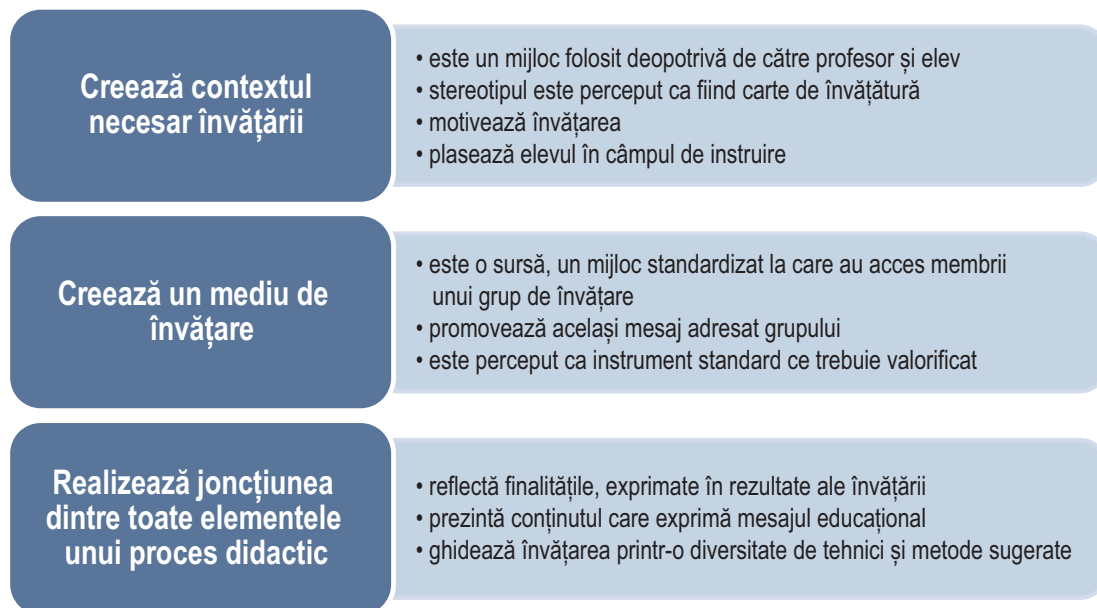 Creează contextul
necesar învățării
• este un mijloc folosit deopotrivă de către profesor și elev
• stereotipul este perceput ca fiind carte de învățătură
• motivează învățarea
• plasează elevul în câmpul de instruire
Creează un mediu de
învățare
• este o sursă, un mijloc standardizat la care au acces membrii
unui grup de învățare
• promovează același mesaj adresat grupului
• este perceput ca instrument standard ce trebuie valorificat
Realizează joncțiunea
dintre toate elementele
unui proces didactic
• reflectă finalitățile, exprimate în rezultate ale învățării
• prezintă conținutul care exprimă mesajul educațional
• ghidează învățarea printr-o diversitate de tehnici și metode sugerate